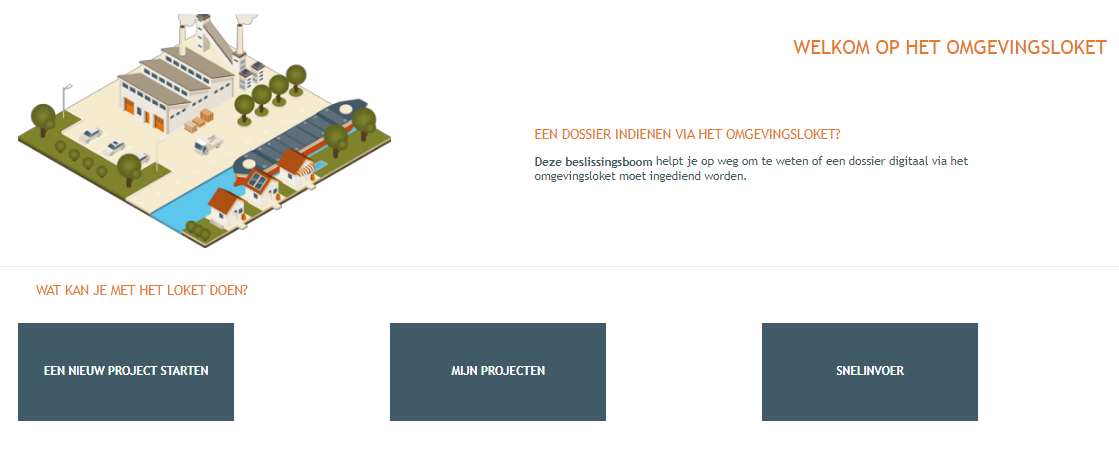 WELKOM OP HET OMGEVINGSLOKET
EEN DOSSIER INDIENEN VIA HET OMGEVINGSLOKET?
Deze beslissingsboom helpt je op weg om te weten of een dossier digitaal via het
omgevingsloket moet ingediend worden.
WAT KAN JE MET HET LOKET DOEN?
EEN NIEUW PROJECT STARTEN
MIJN PROJECTEN
SNELINVOER